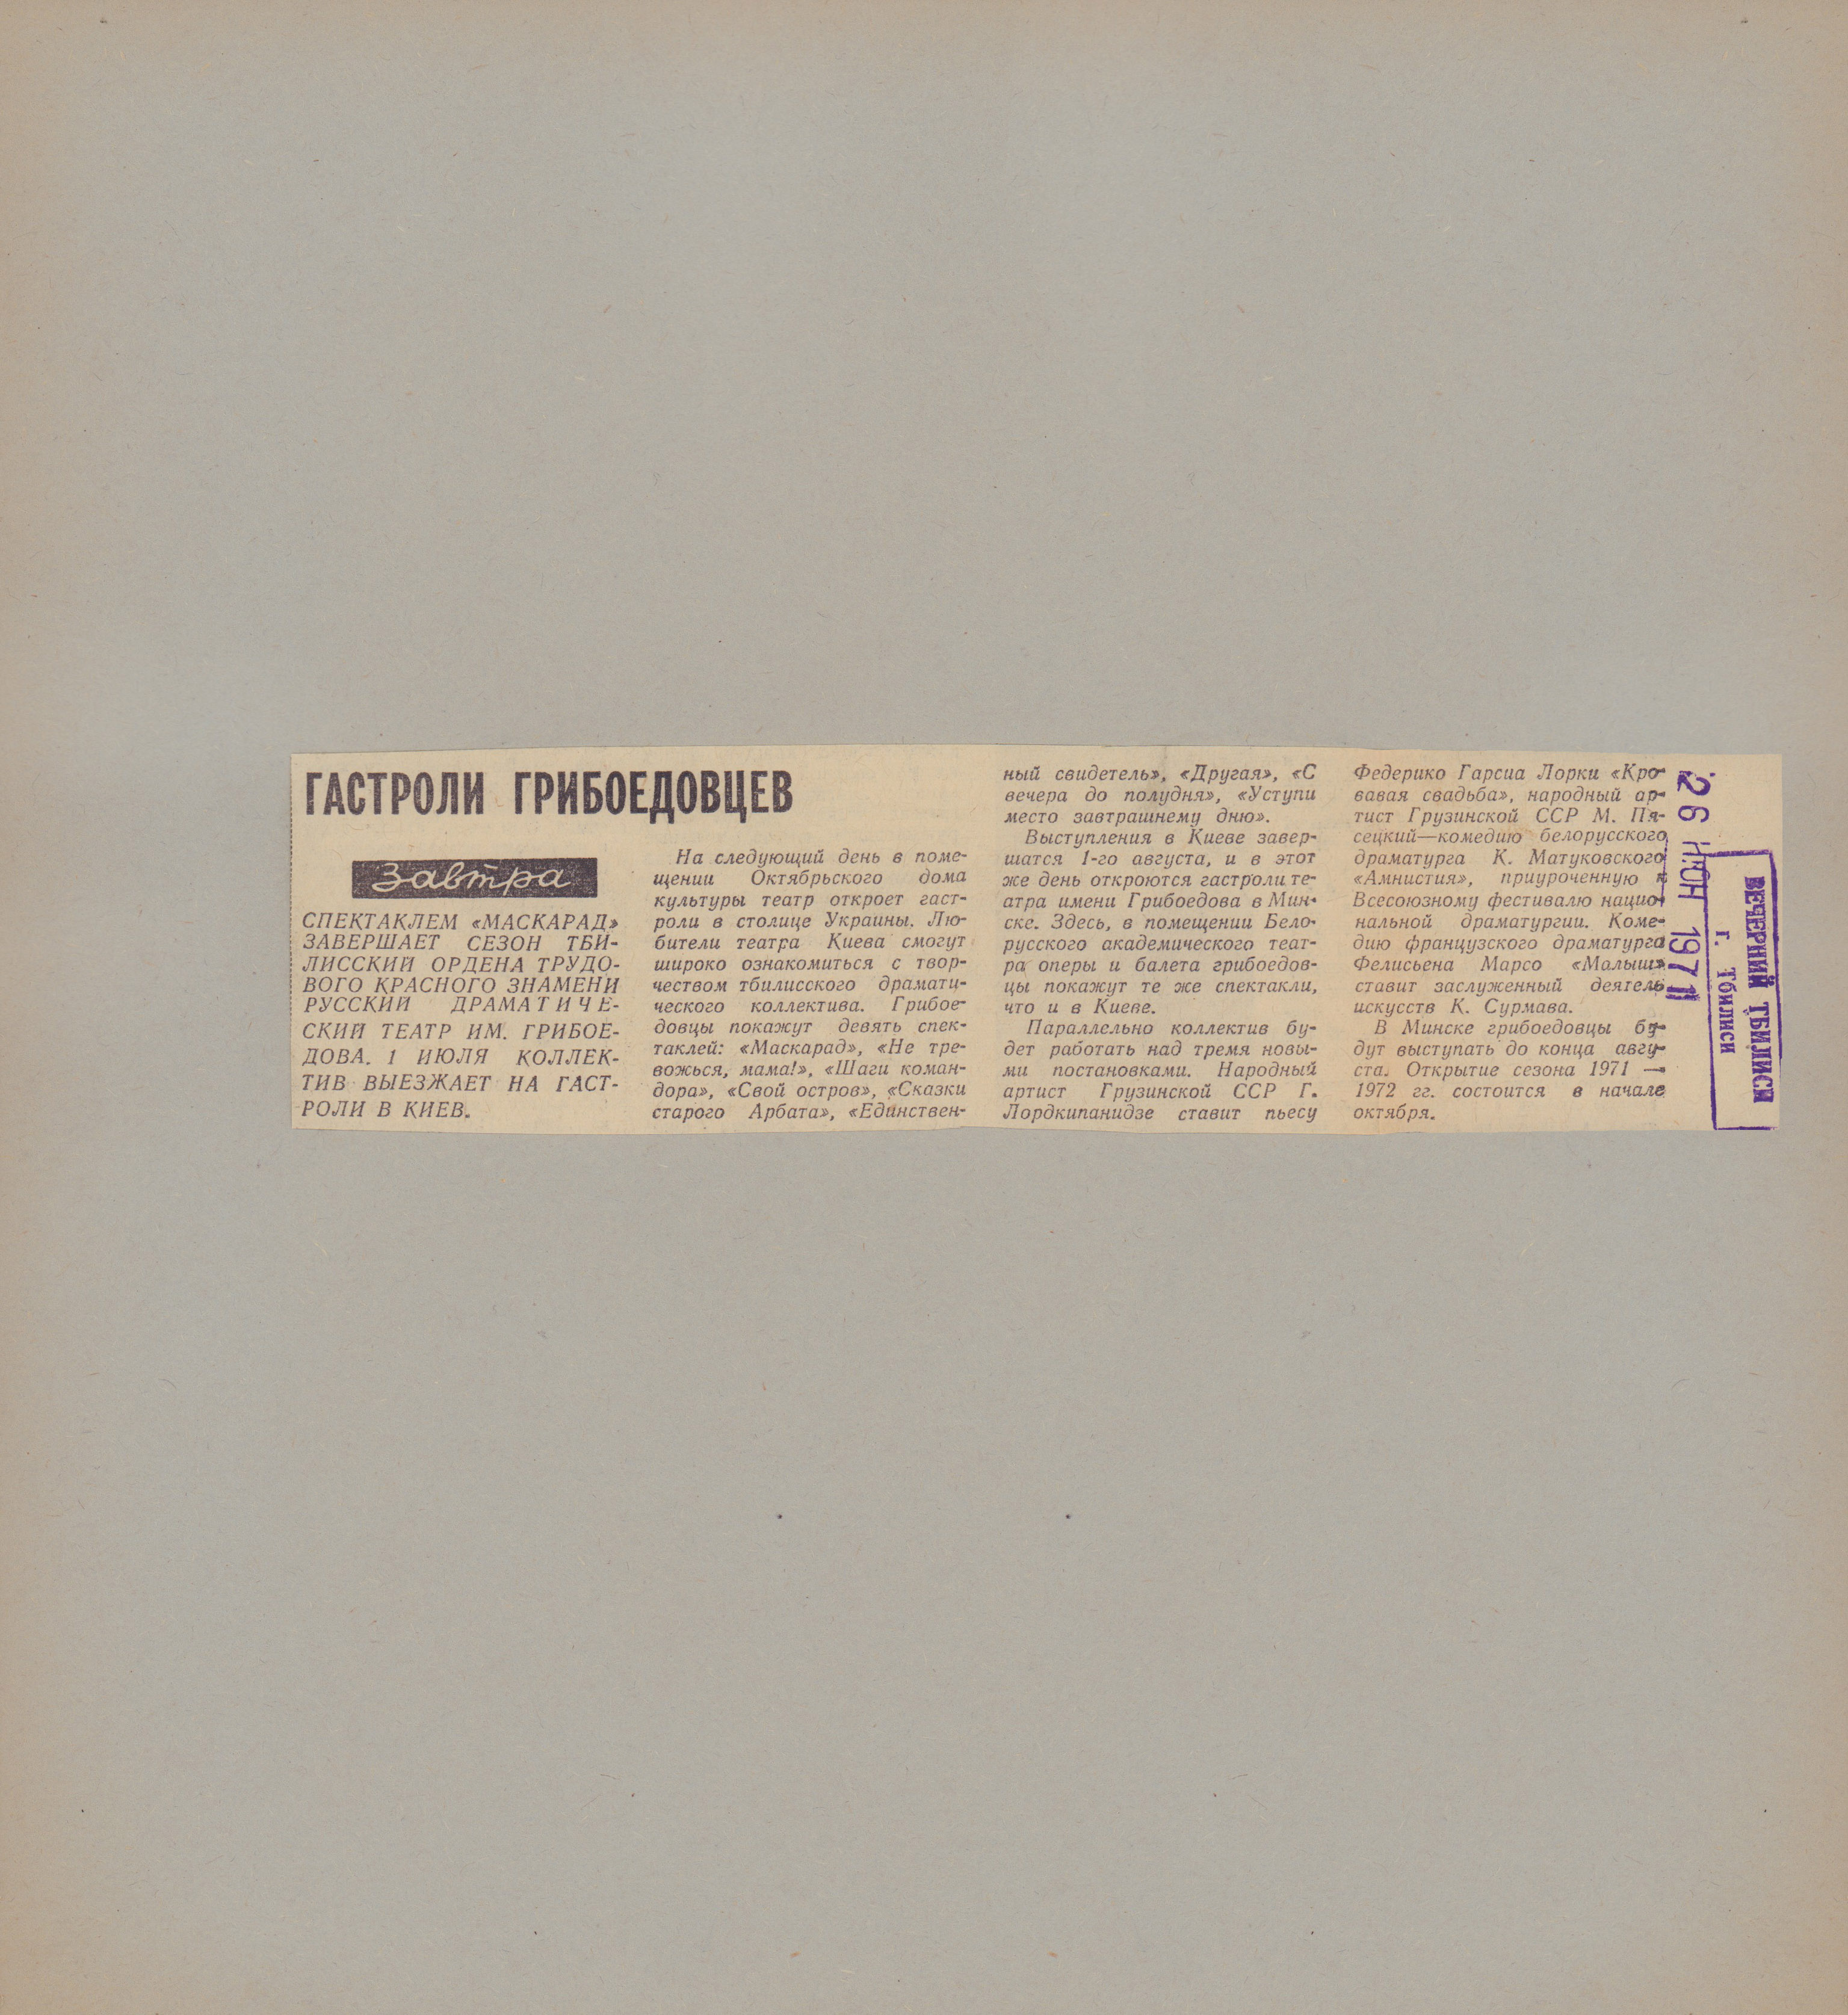 ГАСТРОЛИ ГРИБОЕДОВЦЕВ
Завтра
СПЕКТАКЛЕМ «МАСКАРАД»
ЗАВЕРШАЕТ СЕЗОН ТБИ-
ЛИССКИЙ ОРДЕНА ТРУДО-
ВОГО КРАСНОГО ЗНАМЕНИ
РУССКИЙ ДРАМАТИЧЕ-
СКИЙ ТЕАТР ИМ. ГРИБОЕ-
ДОВА. 1 ИЮЛЯ КОЛЛЕК-
ТИВ ВЫЕЗЖАЕТ НА ГАСТ-
РОЛИ В КИЕВ.
На следующий день в поме-
щении Октябрьского дома
культуры театр откроет гаст-
роли в столице Украины. Лю-
бители театра Киева смогут
широко ознакомиться с твор-
чеством тбилисского драмати-
ческого коллектива. Грибое-
довцы покажут девять спек-
таклей: «Маскарад», «Не тре-
вожься, мама!», «Шаги коман-
дора», «Свой остров», «Сказки
старого Арбата», «Единствен-
ный свидетель», «Другая», «С
вечера до полудня», «Уступи
место завтрашнему дню».
Выступления в Киеве завер-
шатся 1-го августа, и в этот
же день откроются гастроли те-
атра имени Грибоедова в Мин-
ске. Здесь, в помещении Бело-
русского академического теат-
ра оперы и балета грибоедов-
цы покажут те же спектакли,
что и в Киеве.
Параллельно коллектив бу-
дет работать над тремя новы-
ми постановками. Народный
артист Грузинской ССР Г.
Лордкипанидзе ставит пьесу
Федерико Гарсиа Лорки «Кро-
вавая свадьба», народный ар-
тист Грузинской ССР М. Пя-
сецкий—комедию белорусского
драматурга К. Матуковского
«Амнистия», приуроченную к
Всесоюзному фестивалю нацио-
нальной драматургии. Коме-
дию французского драматурга
Фелисьена Марсо «Малыш»
ставит заслуженный деятель
искусств К. Сурмава.
В Минске грибоедовцы бу-
дут выступать до конца авгу-
ста. Открытие сезона 1971 —
1972 гг. состоится в начале
октября.
ВЕЧЕРНИЙ ТБИЛИСИ
г. Тбилиси
26 ИЮН 1971